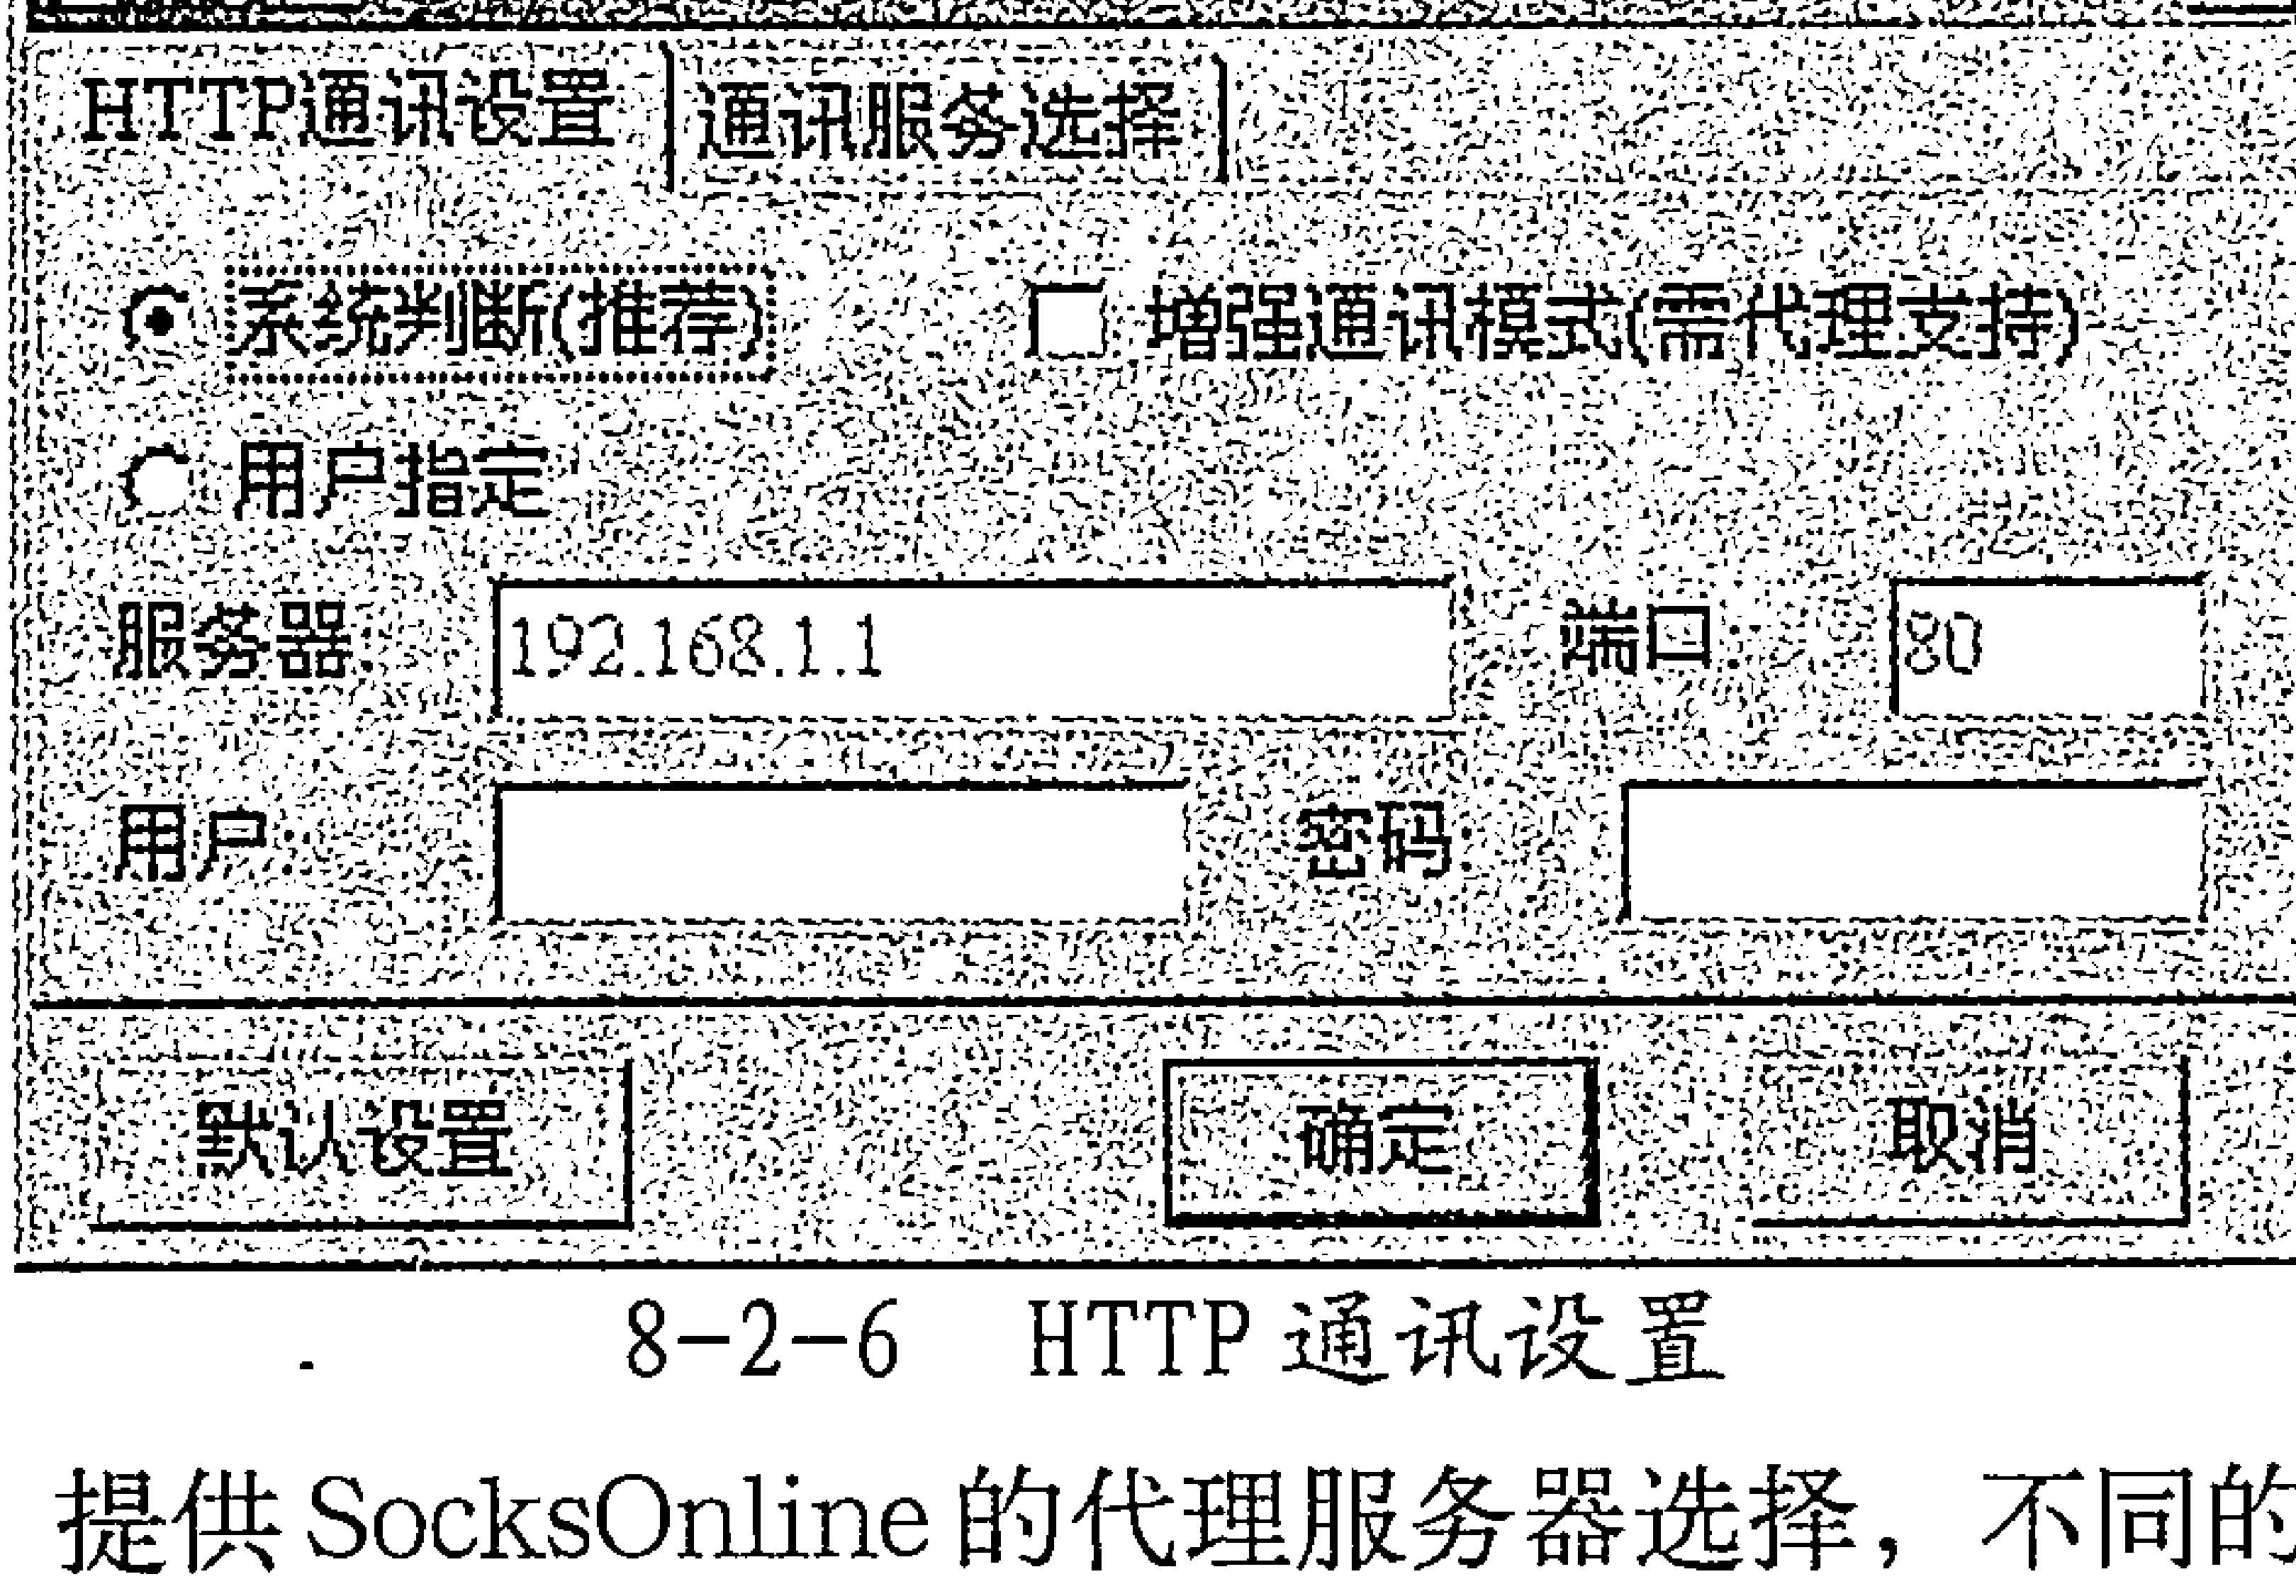 HTTP通讯设置 通讯服务选择
系统判断(推荐) 增强通讯模式(需代理支持)
用户指定
服务器: 192.168.1.1 端口: 80
用户: 密码:
默认设置 确定 取消
8-2-6 HTTP 通讯设置
提供 SocksOnline 的代理服务器选择，不同的